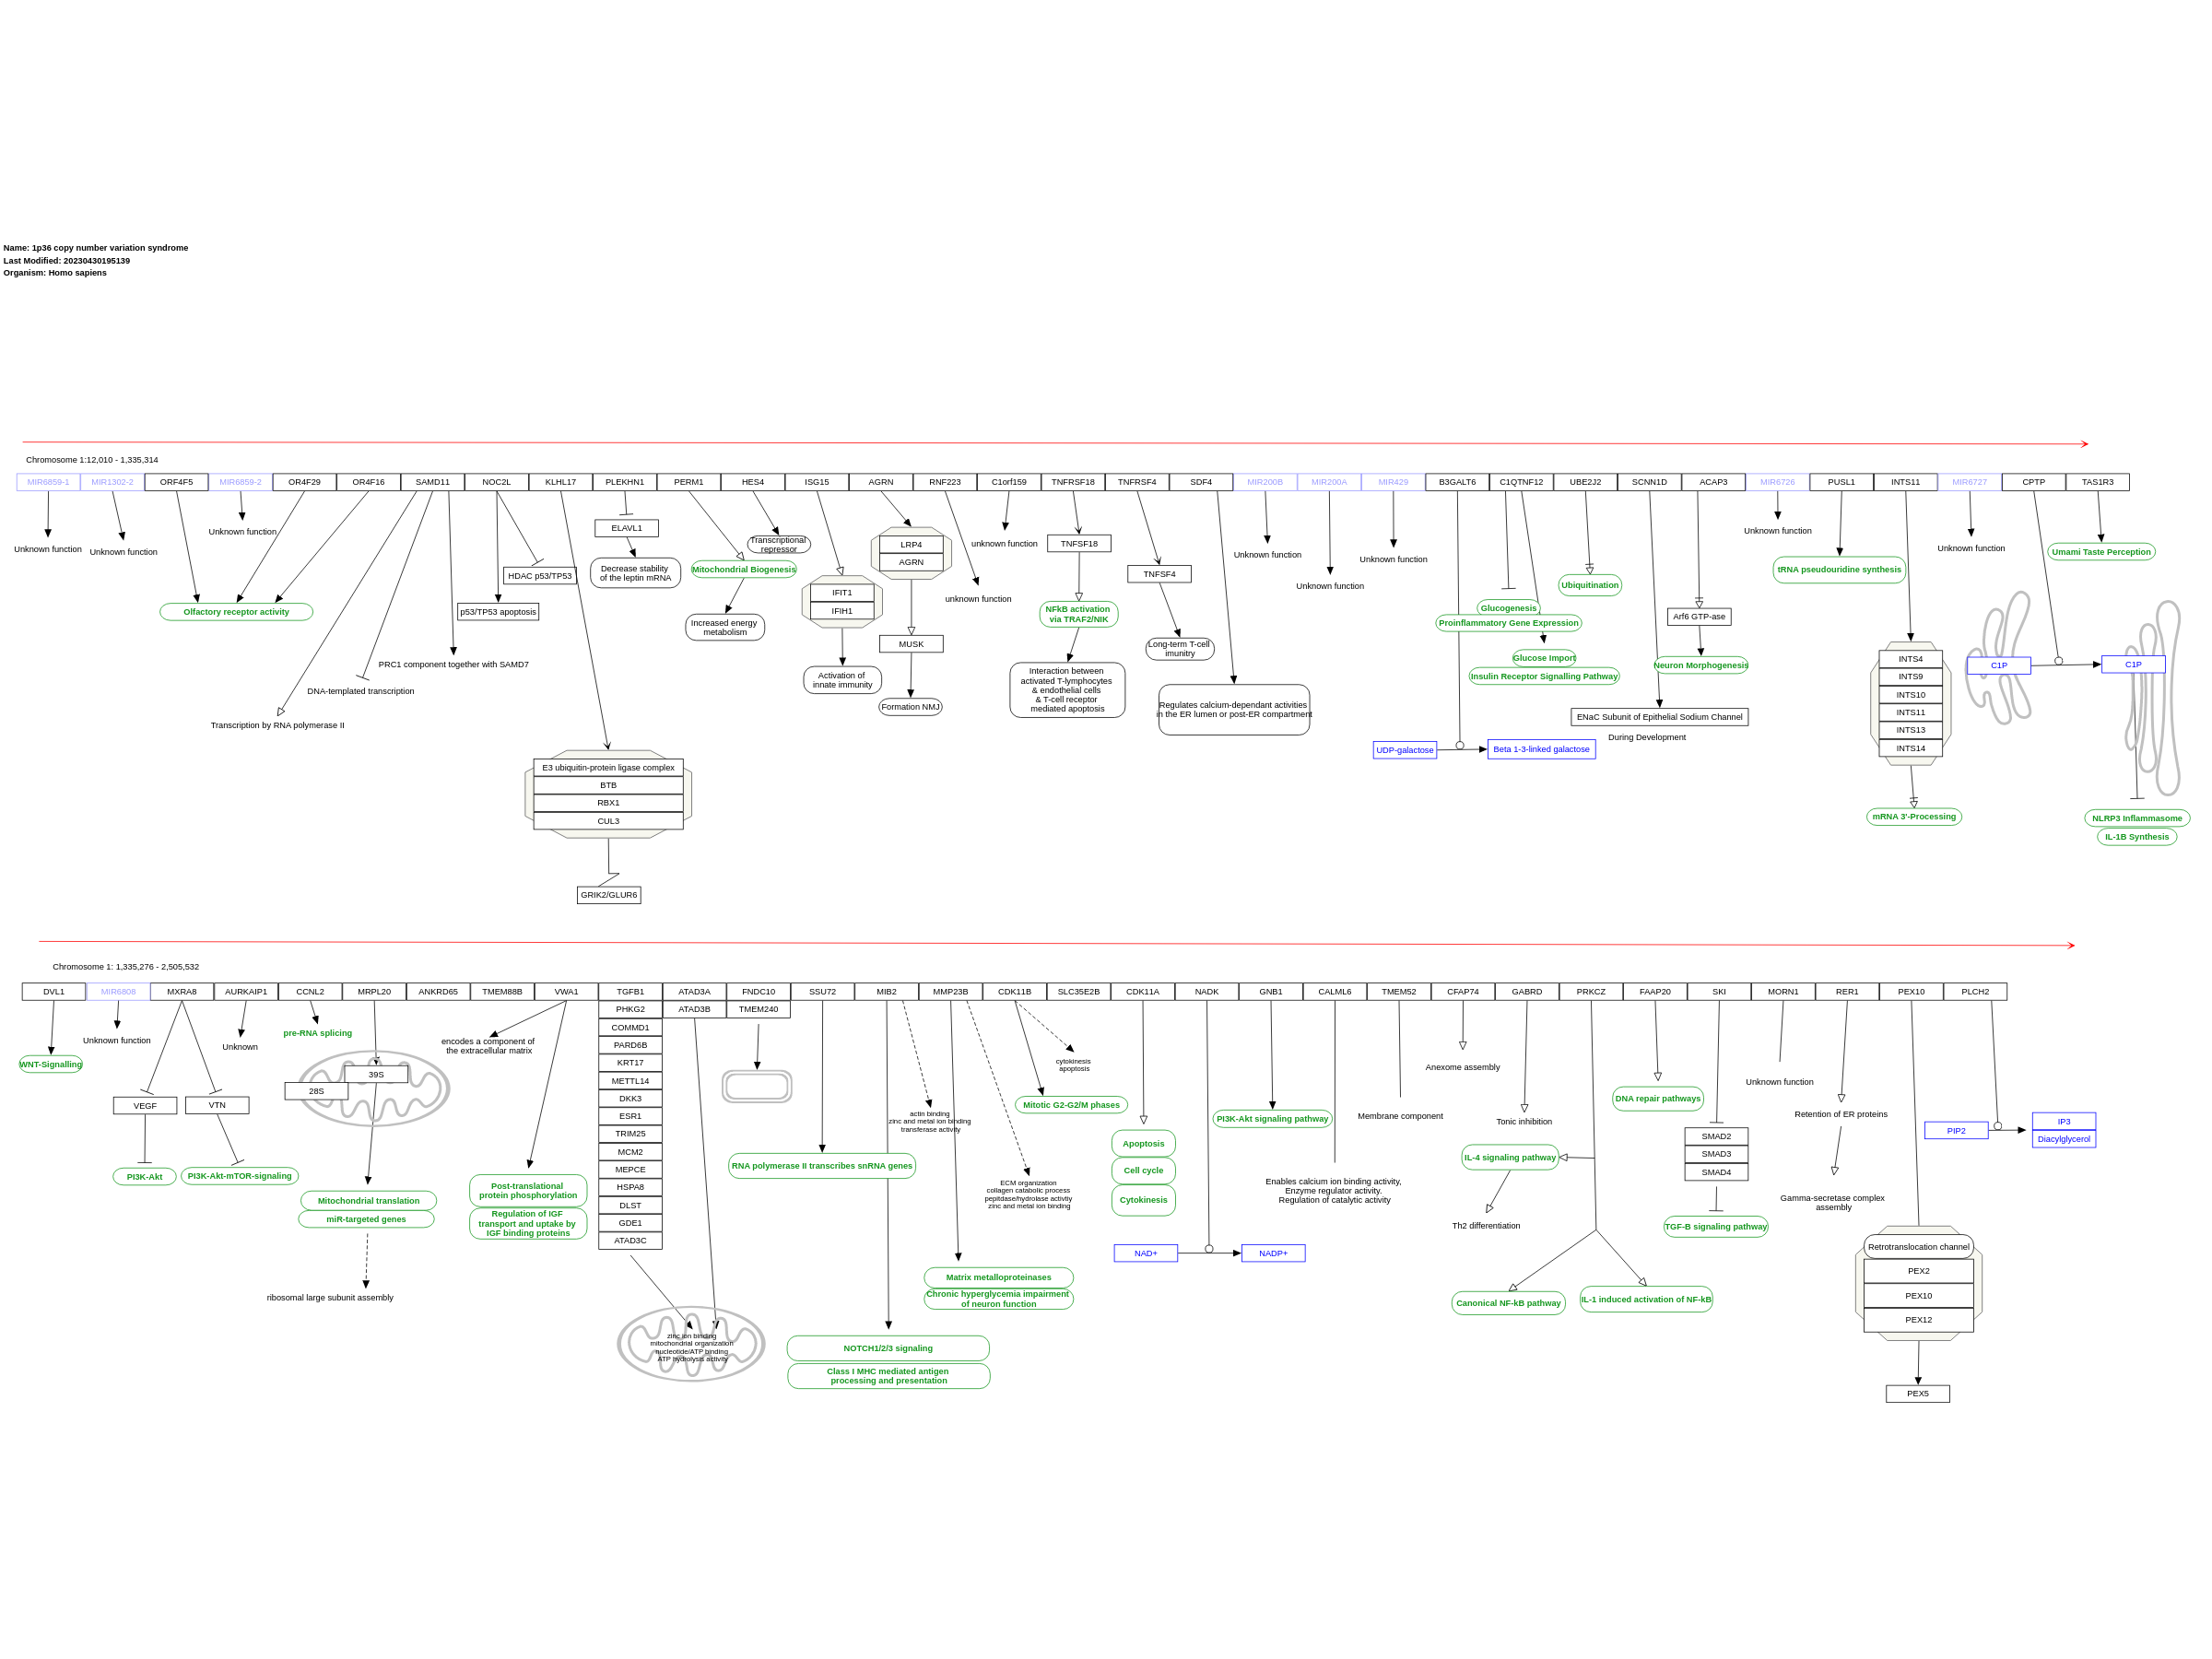 Name: 1p36 copy number variation syndrome
Last Modified: 20230430195139
Organism: Homo sapiens
Chromosome 1:12,010 - 1,335,314
MIR6859-1
MIR1302-2
ORF4F5
MIR6859-2
OR4F29
OR4F16
SAMD11
NOC2L
KLHL17
PLEKHN1
PERM1
HES4
ISG15
AGRN
RNF223
C1orf159
TNFRSF18
TNFRSF4
SDF4
MIR200B
MIR200A
MIR429
B3GALT6
C1QTNF12
UBE2J2
SCNN1D
ACAP3
MIR6726
PUSL1
INTS11
MIR6727
CPTP
TAS1R3
Unknown function
Unknown function
Olfactory receptor activity
Unknown function
Transcription by RNA polymerase II
DNA-templated transcription
PRC1 component together with SAMD7
HDAC p53/TP53
p53/TP53 apoptosis
E3 ubiquitin-protein ligase complex
BTB
RBX1
CUL3
GRIK2/GLUR6
ELAVL1
Decrease stability
of the leptin mRNA
Mitochondrial Biogenesis
Increased energy
metabolism
Transcriptional
repressor
IFIT1
IFIH1
Activation of
innate immunity
LRP4
AGRN
MUSK
Formation NMJ
unknown function
unknown function
TNFSF18
NFkB activation
via TRAF2/NIK
Interaction between
activated T-lymphocytes
& endothelial cells
& T-cell receptor
mediated apoptosis
TNFSF4
Long-term T-cell
imunitry
Regulates calcium-dependant activities
in the ER lumen or post-ER compartment
Unknown function
Unknown function
Unknown function
UDP-galactose
Beta 1-3-linked galactose
Glucogenesis
Proinflammatory Gene Expression
Glucose Import
Insulin Receptor Signalling Pathway
Ubiquitination
ENaC Subunit of Epithelial Sodium Channel
During Development
Arf6 GTP-ase
Neuron Morphogenesis
Unknown function
tRNA pseudouridine synthesis
INTS4
INTS9
INTS10
INTS11
INTS13
INTS14
mRNA 3'-Processing
Unknown function
C1P
C1P
NLRP3 Inflammasome
IL-1B Synthesis
Umami Taste Perception
Chromosome 1: 1,335,276 - 2,505,532
DVL1
MIR6808
MXRA8
AURKAIP1
CCNL2
MRPL20
ANKRD65
TMEM88B
VWA1
TGFB1
ATAD3A
FNDC10
SSU72
MIB2
MMP23B
CDK11B
SLC35E2B
CDK11A
NADK
GNB1
CALML6
TMEM52
CFAP74
GABRD
PRKCZ
FAAP20
SKI
MORN1
RER1
PEX10
PLCH2
PHKG2
COMMD1
PARD6B
KRT17
METTL14
DKK3
ESR1
TRIM25
MCM2
MEPCE
HSPA8
DLST
GDE1
ATAD3C
ATAD3B
TMEM240
WNT-Signalling
Unknown function
VEGF
PI3K-Akt
VTN
PI3K-Akt-mTOR-signaling
Unknown
pre-RNA splicing
39S
28S
Mitochondrial translation
miR-targeted genes
ribosomal large subunit assembly
encodes a component of
the extracellular matrix
Post-translational
protein phosphorylation
Regulation of IGF
transport and uptake by
IGF binding proteins
zinc ion binding
mitochondrial organization
nucleotide/ATP binding
ATP hydrolysis activity
RNA polymerase II transcribes snRNA genes
actin binding
zinc and metal ion binding
transferase activity
NOTCH1/2/3 signaling
Class I MHC mediated antigen
processing and presentation
ECM organization
collagen catabolic process
pepitdase/hydrolase activtiy
zinc and metal ion binding
Matrix metalloproteinases
Chronic hyperglycemia impairment
of neuron function
cytokinesis
apoptosis
Mitotic G2-G2/M phases
Apoptosis
Cell cycle
Cytokinesis
NAD+
NADP+
PI3K-Akt signaling pathway
Enables calcium ion binding activity,
Enzyme regulator activity.
Regulation of catalytic activity
Membrane component
Anexome assembly
Tonic inhibition
IL-4 signaling pathway
Th2 differentiation
Canonical NF-kB pathway
IL-1 induced activation of NF-kB
DNA repair pathways
SMAD2
SMAD3
SMAD4
TGF-B signaling pathway
Unknown function
Retention of ER proteins
Gamma-secretase complex
assembly
Retrotranslocation channel
PEX2
PEX10
PEX12
PEX5
PIP2
IP3
Diacylglycerol